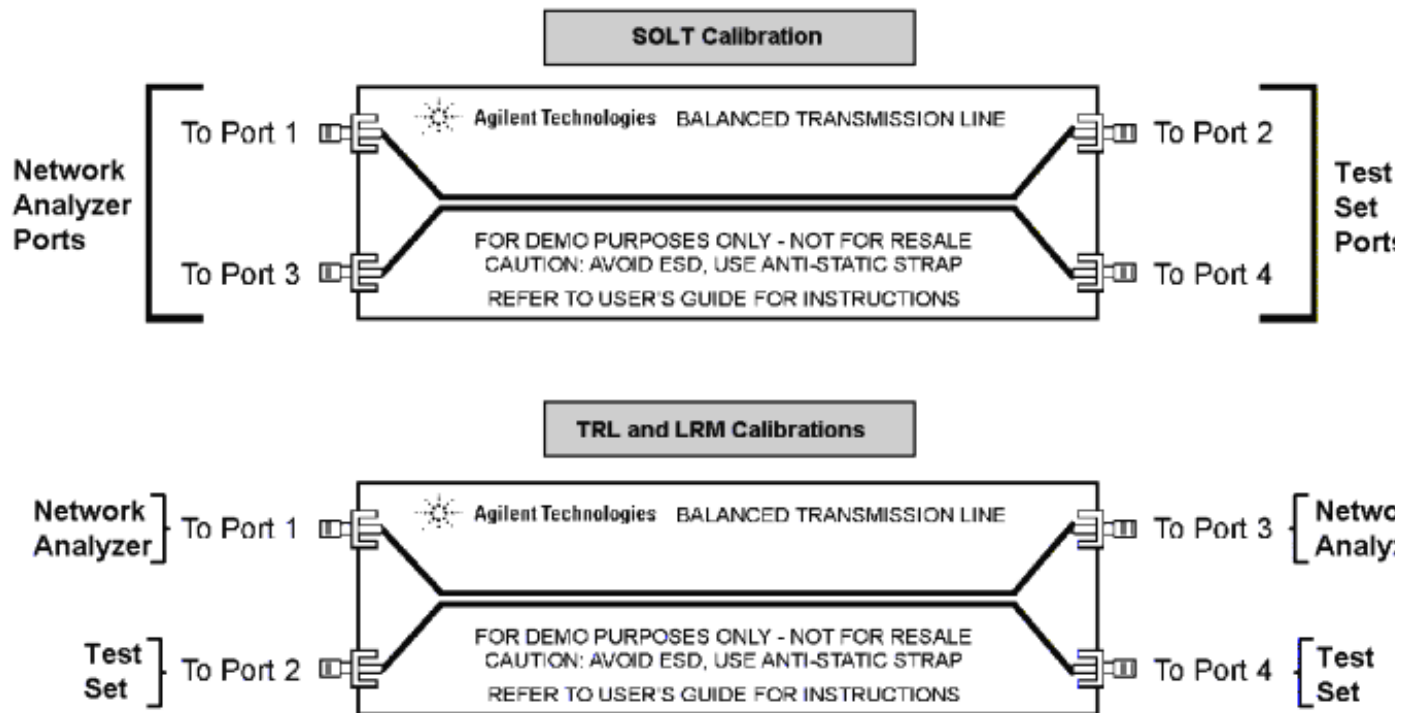 SOLT Calibration
Agilent Technologies BALANCED TRANSMISSION LINE
To Port 1
To Port 2
Network
Analyzer
Ports
Test
Set
Ports
FOR DEMO PURPOSES ONLY - NOT FOR RESALE
CAUTION: AVOID ESD, USE ANTI-STATIC STRAP
REFER TO USER'S GUIDE FOR INSTRUCTIONS
To Port 3
To Port 4
TRL and LRM Calibrations
Network
Analyzer
To Port 1
Agilent Technologies BALANCED TRANSMISSION LINE
To Port 3
Test
Set
To Port 2
FOR DEMO PURPOSES ONLY - NOT FOR RESALE
CAUTION: AVOID ESD, USE ANTI-STATIC STRAP
REFER TO USER'S GUIDE FOR INSTRUCTIONS
To Port 4
Test
Set